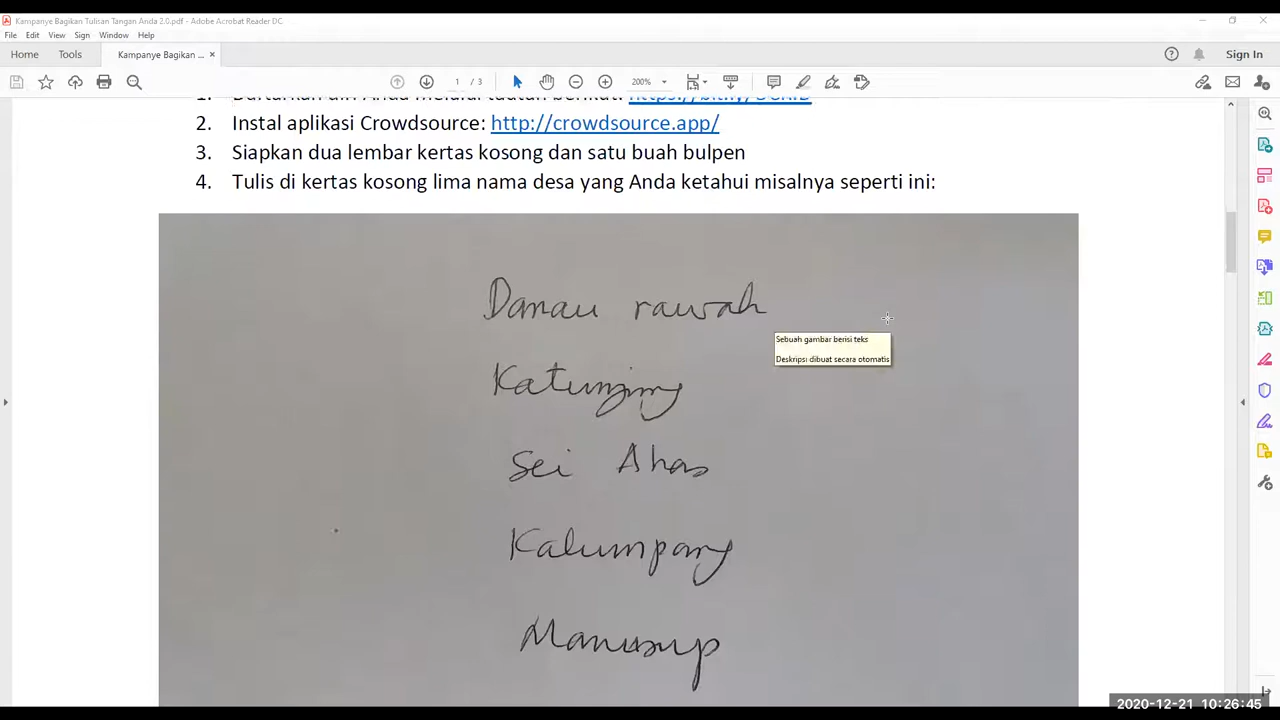 Kampanye Bagikan Tulisan Tangan Anda 2.0.pdf - Adobe Acrobat Reader DC
File Edit View Sign Window Help
Home Tools Kampanye Bagikan ... × Sign In
1 / 3 200%
2. Instal aplikasi Crowdsource: http://crowdsource.app/
3. Siapkan dua lembar kertas kosong dan satu buah bulpen
4. Tulis di kertas kosong lima nama desa yang Anda ketahui misalnya seperti ini:
Danau rawah
Sebuah gambar berisi teks
Deskripsi dibuat secara otomatis
Katunjung
Sei Ahas
Kalumpang
Manusup
2020-12-21 10:26:45